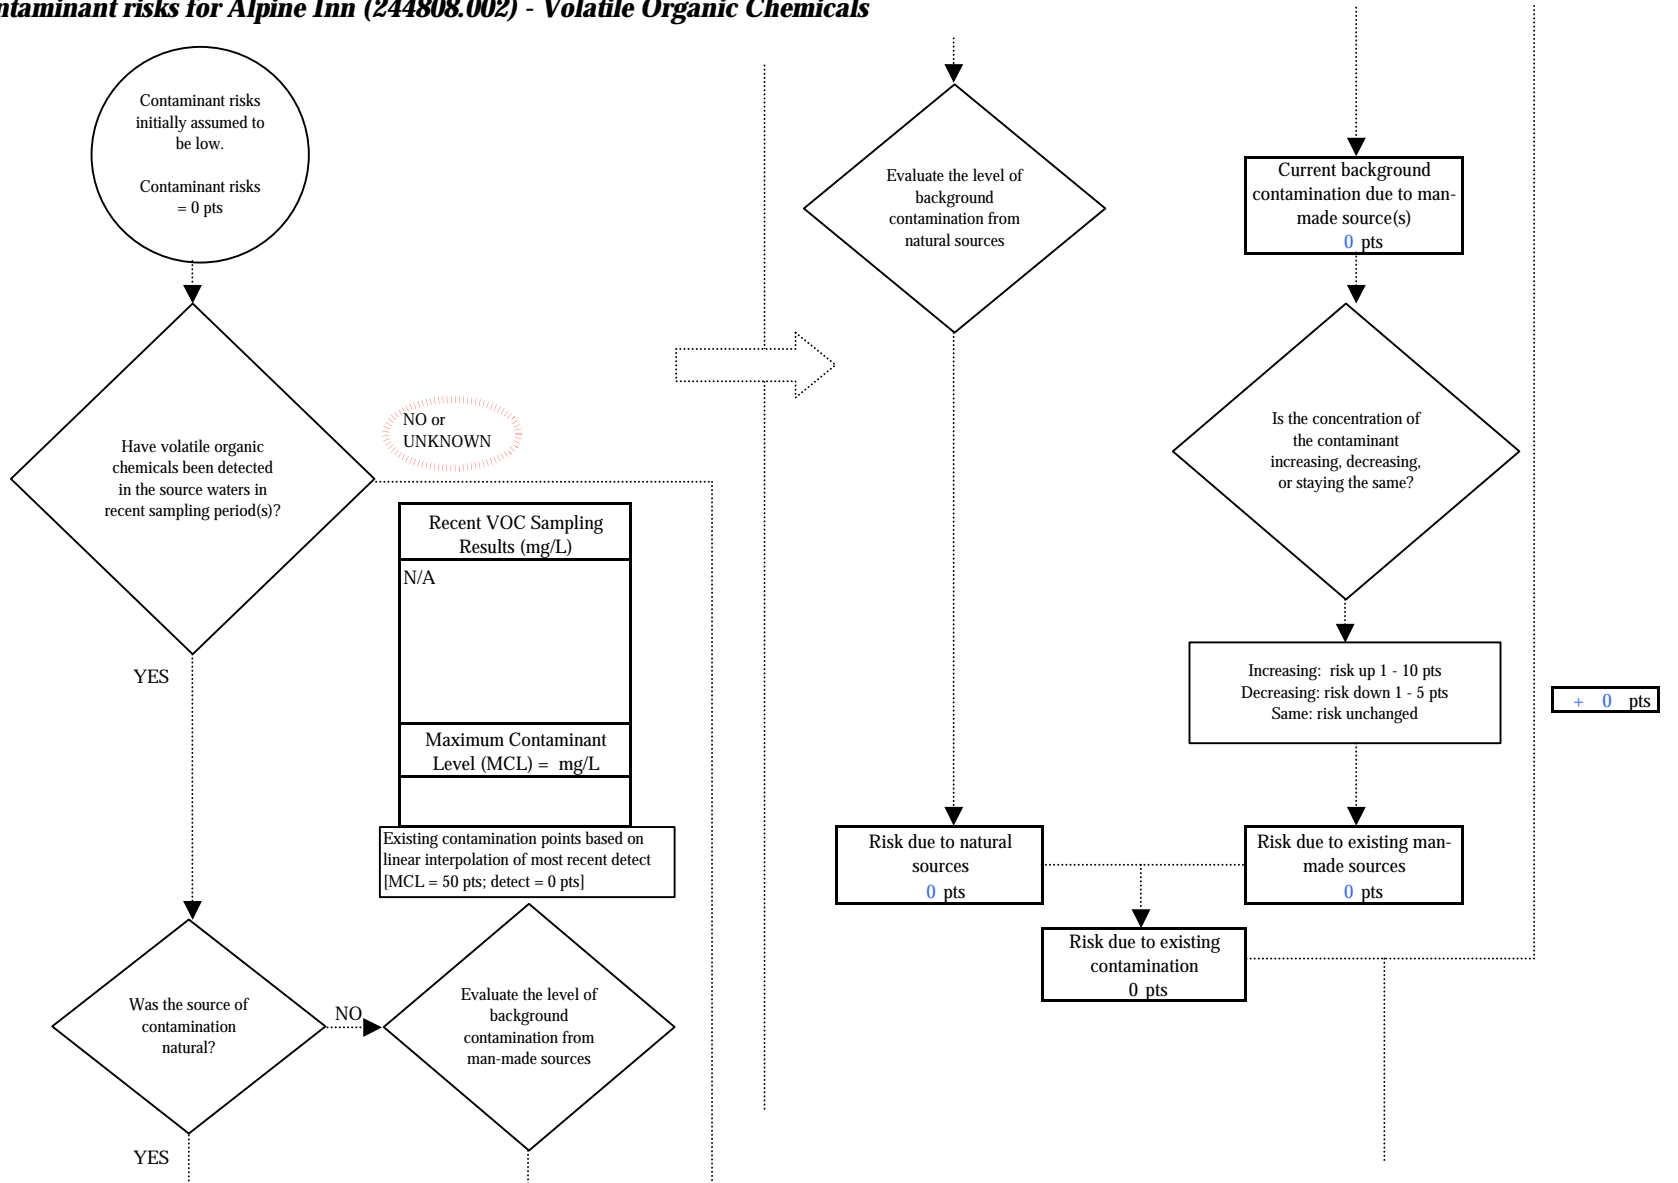 ntaminant risks for Alpine Inn (244808.002) - Volatile Organic Chemicals
Contaminant risks
initially assumed to
be low.
Contaminant risks
= 0 pts
Have volatile organic
chemicals been detected
in the source waters in
recent sampling period(s)?
NO or
UNKNOWN
YES
Recent VOC Sampling
Results (mg/L)
N/A
Maximum Contaminant
Level (MCL) = mg/L
Existing contamination points based on
linear interpolation of most recent detect
[MCL = 50 pts; detect = 0 pts]
Was the source of
contamination
natural?
NO
YES
Evaluate the level of
background
contamination from
man-made sources
Evaluate the level of
background
contamination from
natural sources
Current background
contamination due to man-
made source(s)
0 pts
Is the concentration of
the contaminant
increasing, decreasing,
or staying the same?
Increasing: risk up 1 - 10 pts
Decreasing: risk down 1 - 5 pts
Same: risk unchanged
+ 0 pts
Risk due to natural
sources
0 pts
Risk due to existing man-
made sources
0 pts
Risk due to existing
contamination
0 pts